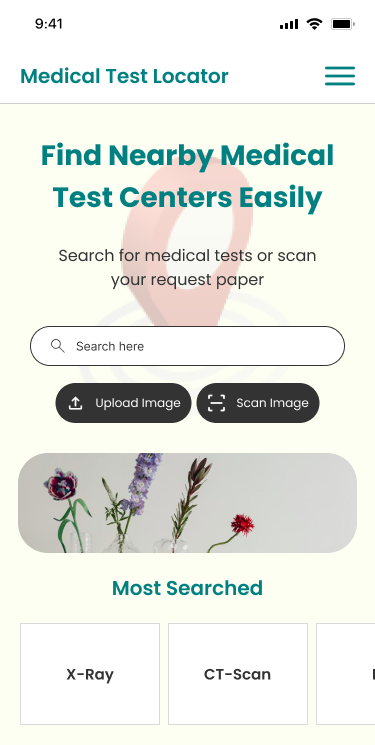 9:41
Medical Test Locator
Find Nearby Medical
Test Centers Easily
Search for medical tests or scan
your request paper
Search here
Upload Image
Scan Image
Most Searched
X-Ray
CT-Scan